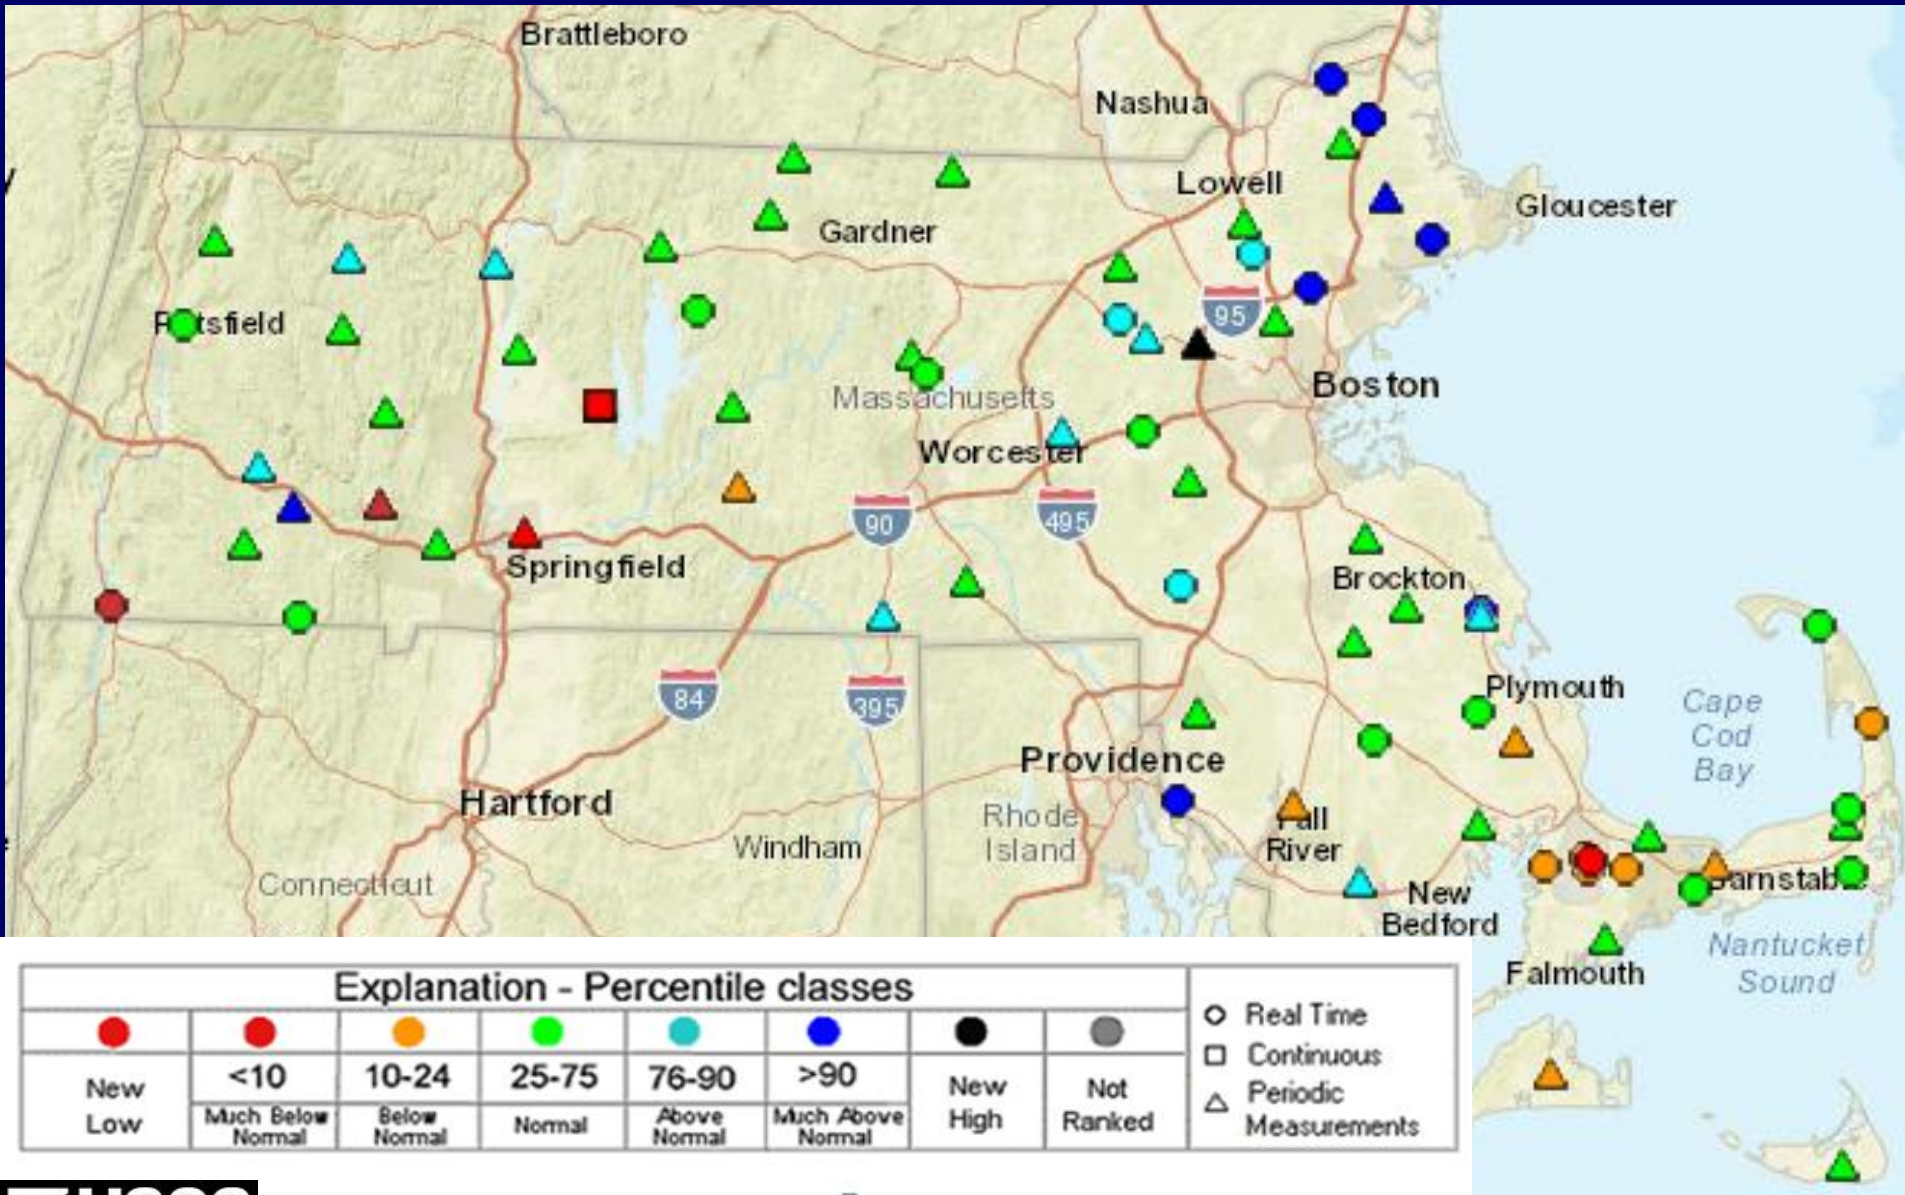 Brattleboro
Nashua
Lowell
Gloucester
Gardner
Pittsfield
95
Massachusetts
Boston
Worcester
90
495
Springfield
Brockton
84
395
Plymouth
Cape
Cod
Bay
Providence
Hartford
Rhode
Island
Fall
River
Windham
Connecticut
New
Bedford
Barnstable
Nantucket
Sound
Falmouth
Explanation - Percentile classes
New
Low
<10
Much Below
Normal
10-24
Below
Normal
25-75
Normal
76-90
Above
Normal
>90
Much Above
Normal
New
High
Not
Ranked
Real Time
Continuous
Periodic
Measurements